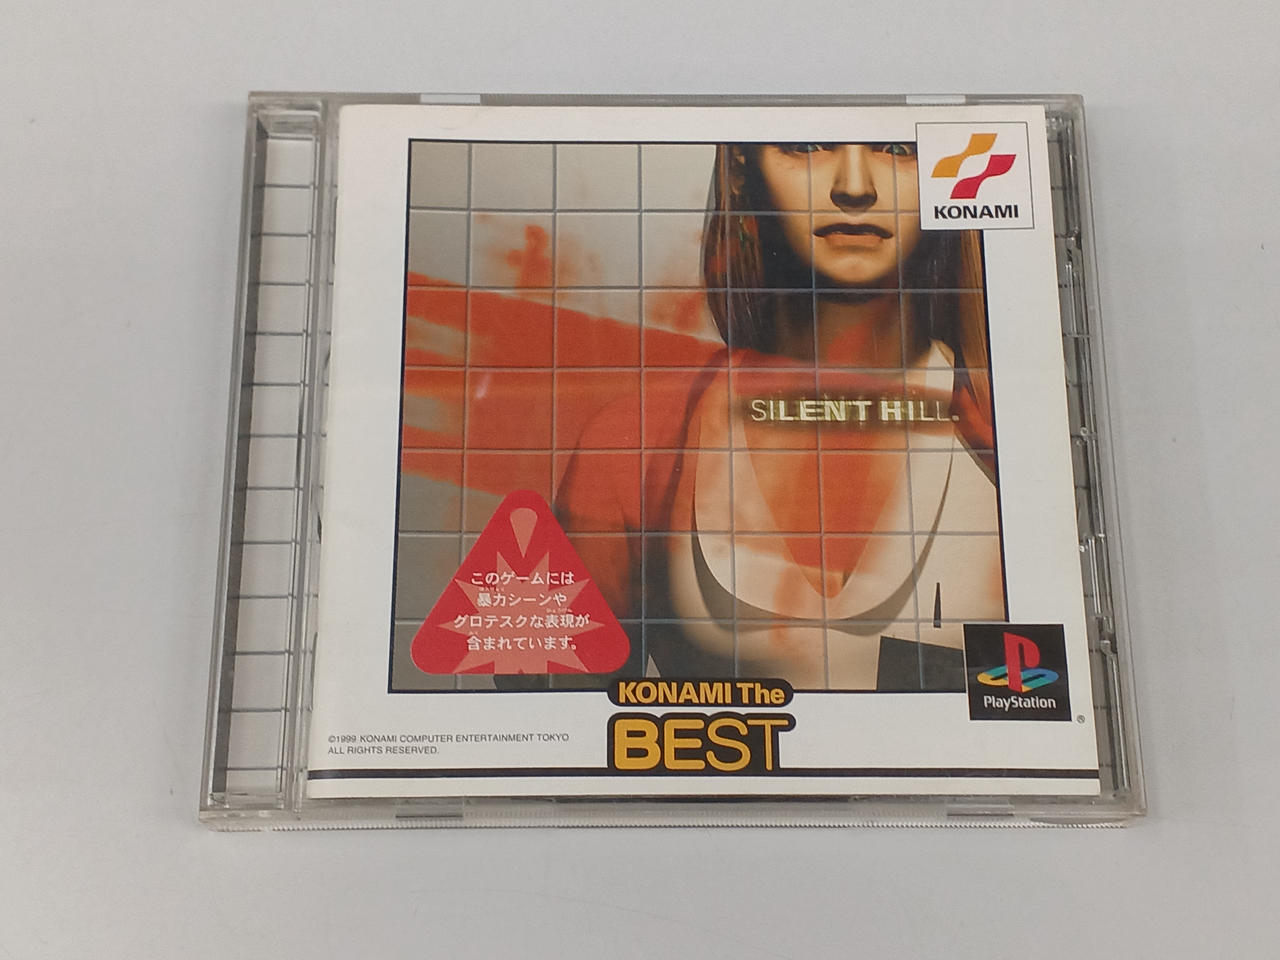 KONAMI
SILENT HILL.
このゲームには
暴力シーンや
グロテスクな表現が
含まれています。
KONAMI The
BEST
PlayStation
®
©1999 KONAMI COMPUTER ENTERTAINMENT TOKYO
ALL RIGHTS RESERVED.